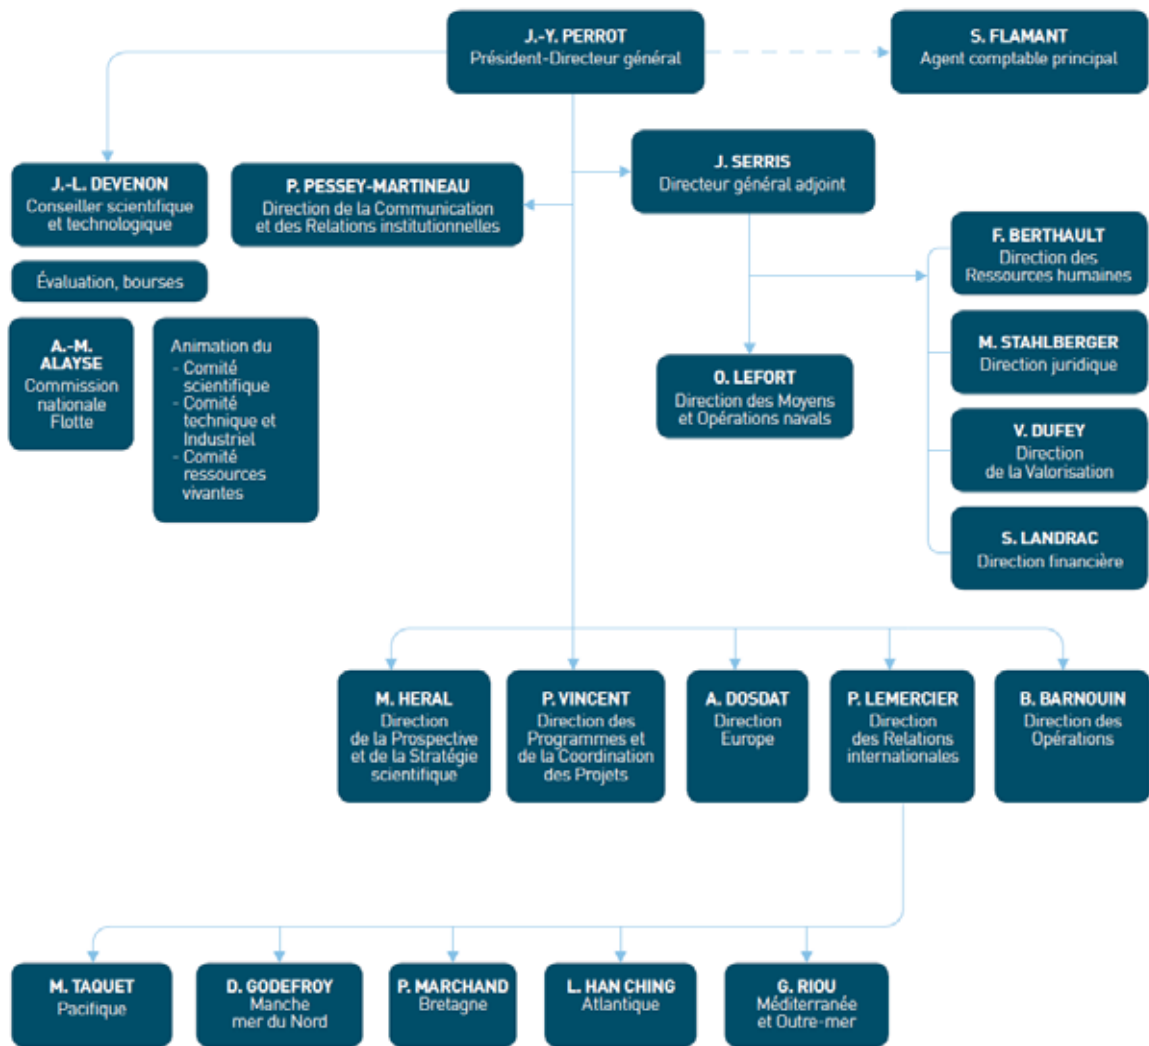 J.-Y. PERROT
Président-Directeur général
S. FLAMANT
Agent comptable principal
J.-L. DEVENON
Conseiller scientifique
et technologique
P. PESSEY-MARTINEAU
Direction de la Communication
et des Relations institutionnelles
J. SERRIS
Directeur général adjoint
Évaluation, bourses
A.-M.
ALAYSE
Commission
nationale
Flotte
Animation du
- Comité
scientifique
- Comité
technique et
Industriel
- Comité
ressources
vivantes
O. LEFORT
Direction des Moyens
et Opérations navals
F. BERTHAULT
Direction des
Ressources humaines
M. STAHLBERGER
Direction juridique
V. DUFEY
Direction
de la Valorisation
S. LANDRAC
Direction financière
M. HERAL
Direction
de la Prospective
et de la Stratégie
scientifique
P. VINCENT
Direction des
Programmes et
de la Coordination
des Projets
A. DOSDAT
Direction
Europe
P. LEMERCIER
Direction
des Relations
internationales
B. BARNOUIN
Direction des
Opérations
M. TAQUET
Pacifique
D. GODEFROY
Manche
mer du Nord
P. MARCHAND
Bretagne
L. HAN CHING
Atlantique
G. RIOU
Méditerranée
et Outre-mer